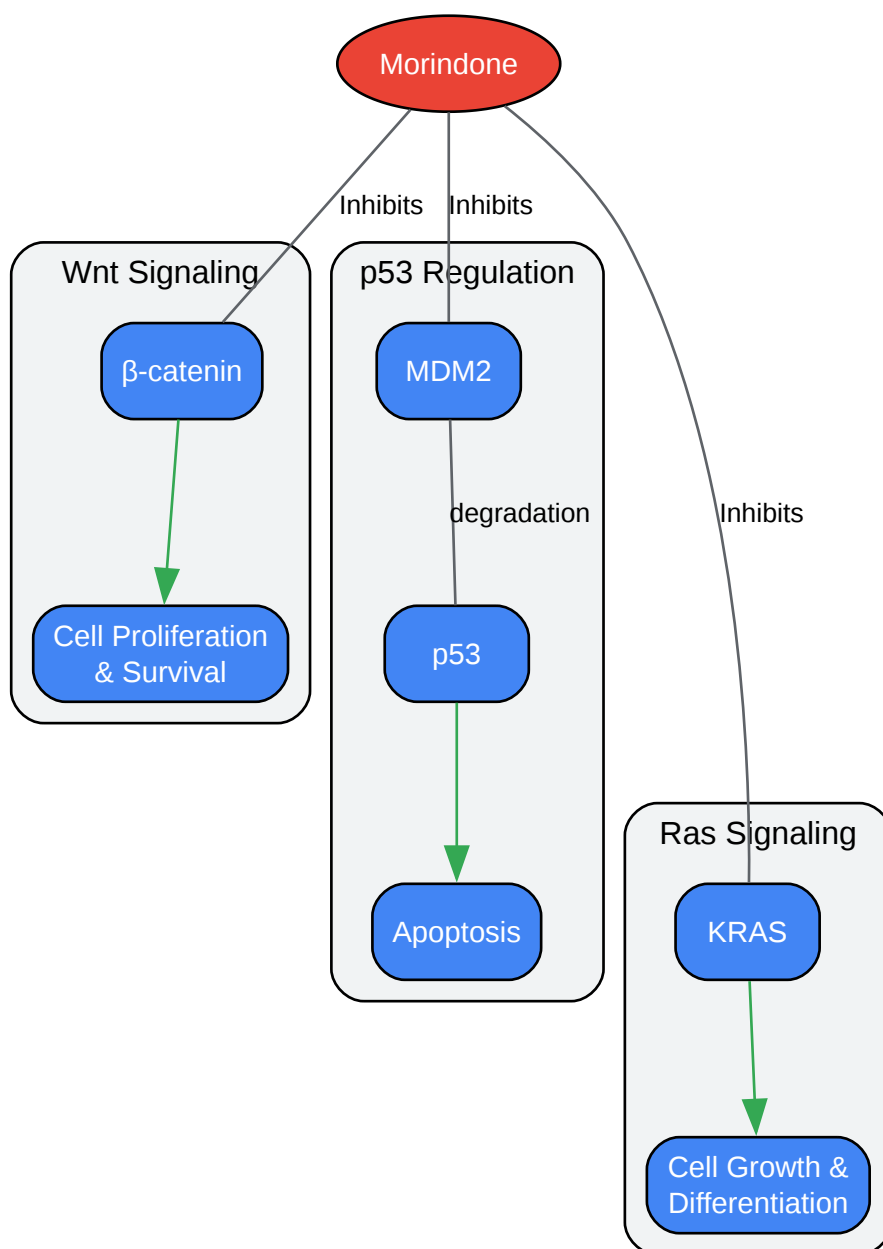 Morindone
Inhibits
Inhibits
Wnt Signaling
p53 Regulation
β-catenin
MDM2
degradation
Inhibits
Cell Proliferation
& Survival
p53
Ras Signaling
Apoptosis
KRAS
Cell Growth &
Differentiation